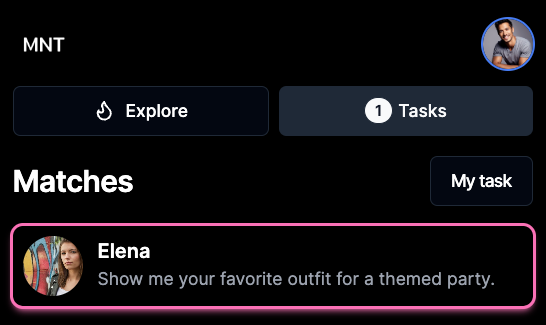 MNT
Explore
1 Tasks
Matches
My task
Elena
Show me your favorite outfit for a themed party.